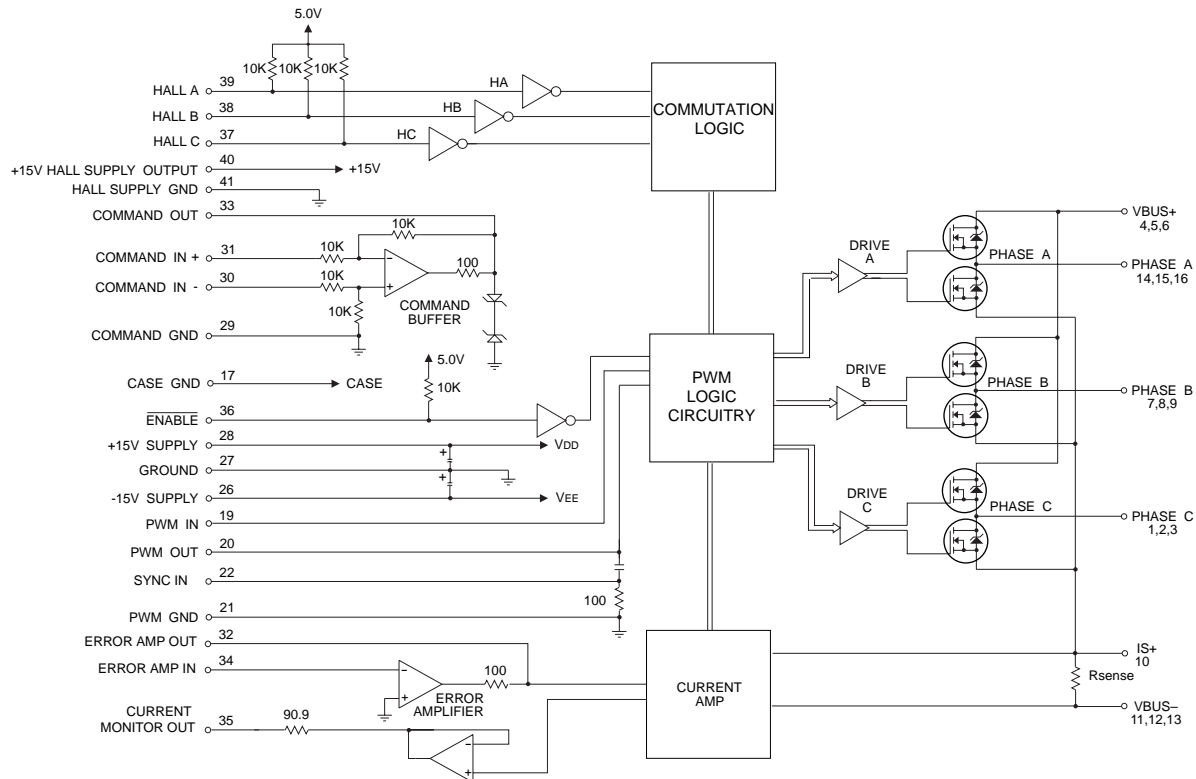 5.0V
10K 10K 10K
HALL A 39
HA
HALL B 38
HB
HALL C 37
HC
COMMUTATION
LOGIC
+15V HALL SUPPLY OUTPUT 40
+15V
HALL SUPPLY GND 41
COMMAND OUT 33
10K
COMMAND IN + 31
10K
-
100
COMMAND IN - 30
10K
+
COMMAND
BUFFER
10K
COMMAND GND 29
5.0V
CASE GND 17
CASE
10K
ENABLE 36
+15V SUPPLY 28
VDD
+
GROUND 27
+
-15V SUPPLY 26
VEE
PWM IN 19
PWM OUT 20
SYNC IN 22
100
PWM GND 21
ERROR AMP OUT 32
ERROR AMP IN 34
-
100
+
ERROR
AMPLIFIER
CURRENT
MONITOR OUT 35
90.9
-
+
PWM
LOGIC
CIRCUITRY
CURRENT
AMP
DRIVE
A
DRIVE
B
DRIVE
C
PHASE A
PHASE B
PHASE C
VBUS+
4,5,6
PHASE A
14,15,16
PHASE B
7,8,9
PHASE C
1,2,3
IS+
10
Rsense
VBUS–
11,12,13